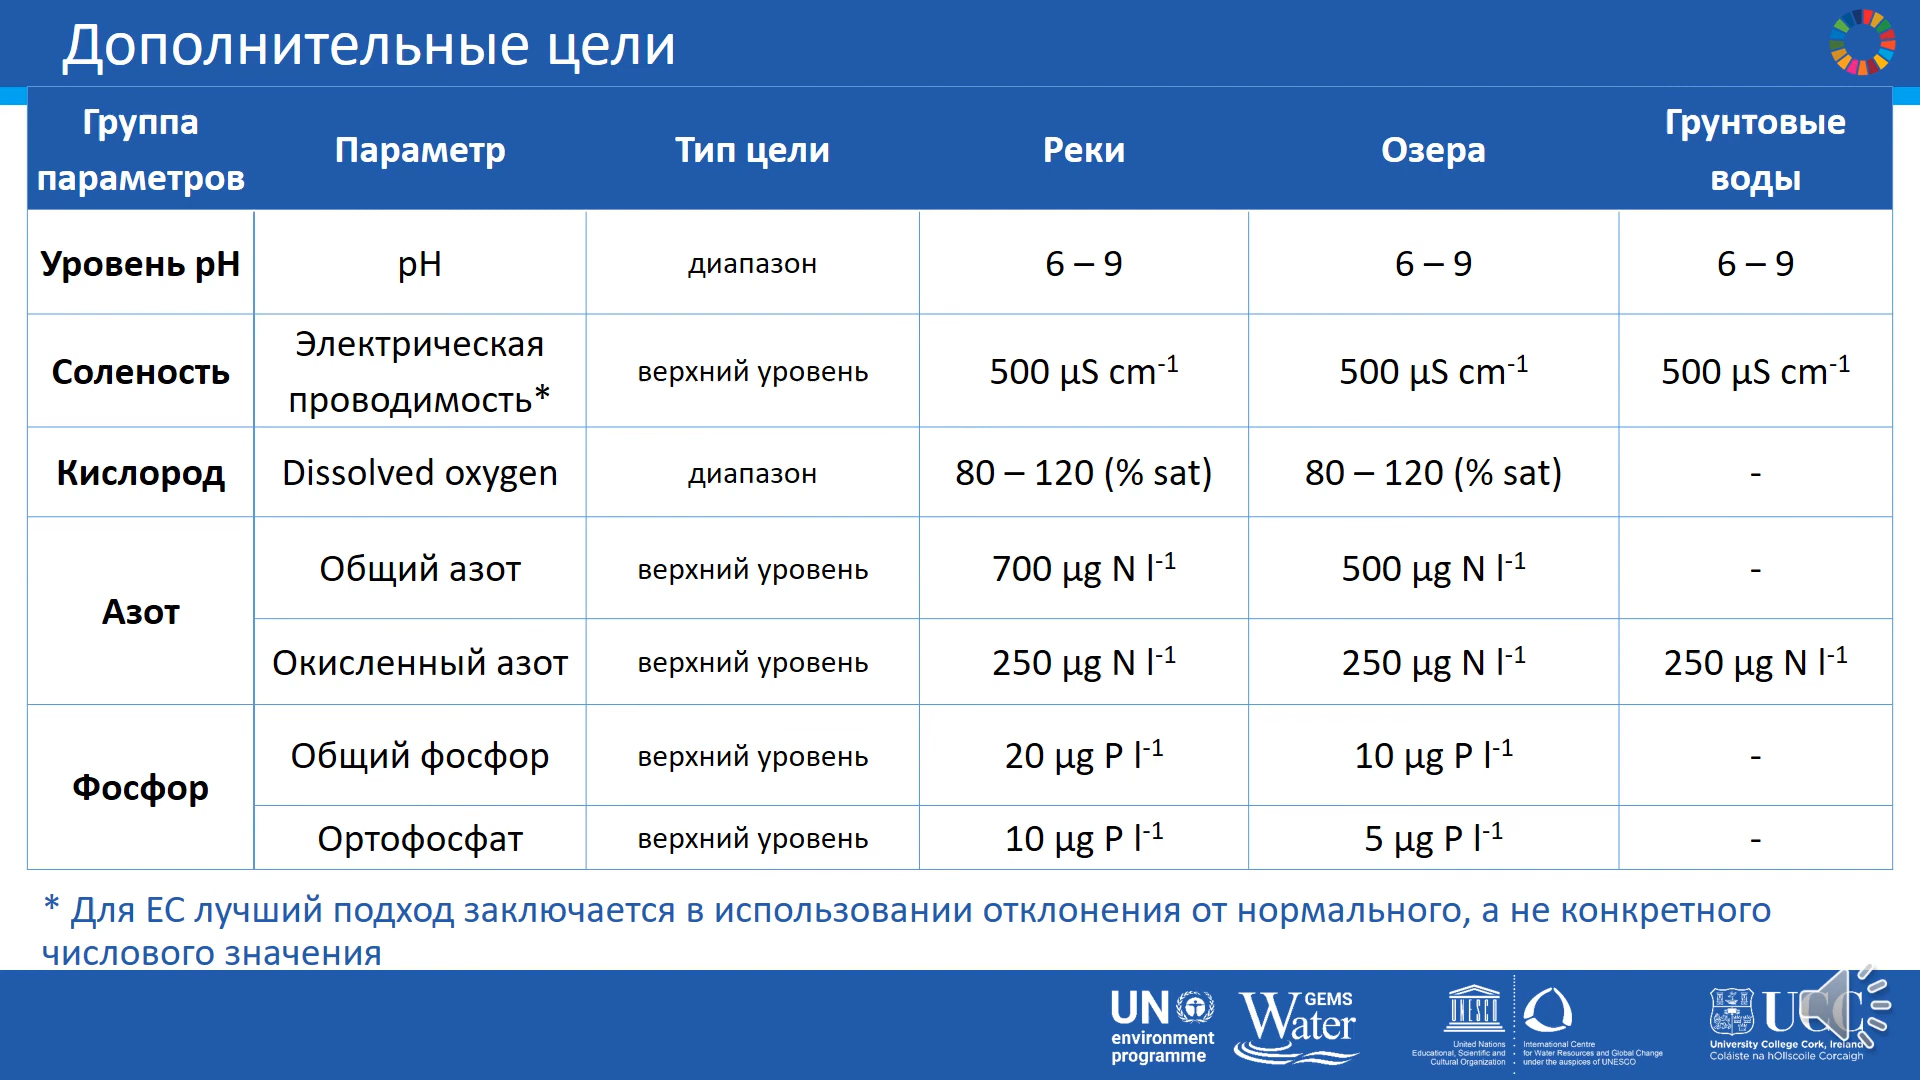 Дополнительные цели
Группа параметров Параметр Тип цели Реки Озера Грунтовые воды
Уровень pH pH диапазон 6 – 9 6 – 9 6 – 9
Соленость Электрическая проводимость* верхний уровень 500 µS cm-1 500 µS cm-1 500 µS cm-1
Кислород Dissolved oxygen диапазон 80 – 120 (% sat) 80 – 120 (% sat) -
Азот Общий азот верхний уровень 700 µg N l-1 500 µg N l-1 -
Окисленный азот верхний уровень 250 µg N l-1 250 µg N l-1 250 µg N l-1
Фосфор Общий фосфор верхний уровень 20 µg P l-1 10 µg P l-1 -
Ортофосфат верхний уровень 10 µg P l-1 5 µg P l-1 -
* Для ЕС лучший подход заключается в использовании отклонения от нормального, а не конкретного
числового значения
UN
environment
programme
GEMS
Water
UNESCO
United Nations
Educational, Scientific and
Cultural Organization
International Centre
for Water Resources and Global Change
under the auspices of UNESCO
UCC
University College Cork, Ireland
Coláiste na hOllscoile Corcaigh